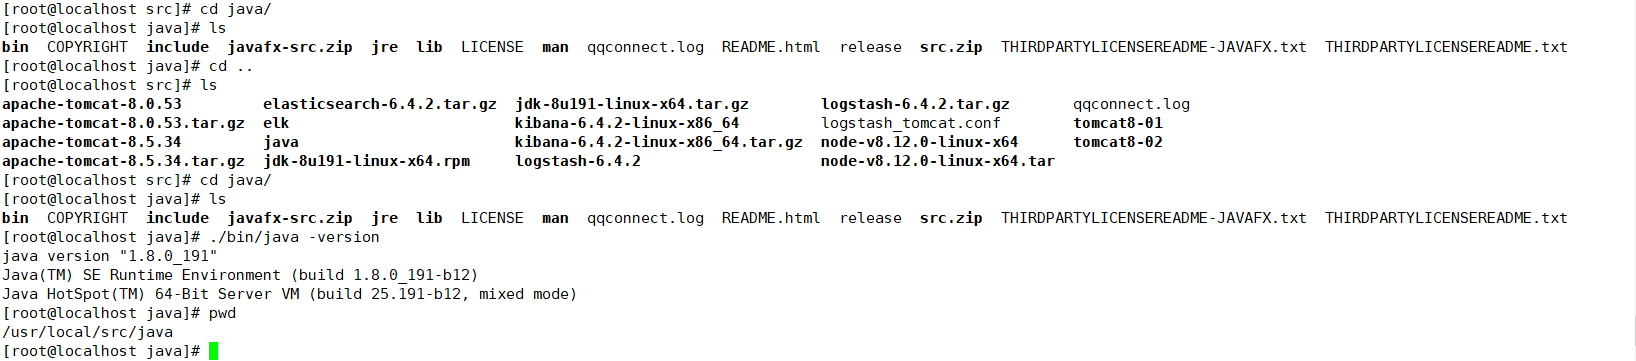 [root@localhost src]# cd java/
[root@localhost java]# ls
bin  COPYRIGHT  include  javafx-src.zip  jre  lib  LICENSE  man  qqconnect.log  README.html  release  src.zip  THIRDPARTYLICENSEREADME-JAVAFX.txt  THIRDPARTYLICENSEREADME.txt
[root@localhost java]# cd ..
[root@localhost src]# ls
apache-tomcat-8.0.53         elasticsearch-6.4.2.tar.gz  jdk-8u191-linux-x64.tar.gz        logstash-6.4.2.tar.gz       qqconnect.log
apache-tomcat-8.0.53.tar.gz  elk                         kibana-6.4.2-linux-x86_64         logstash_tomcat.conf        tomcat8-01
apache-tomcat-8.5.34         java                        kibana-6.4.2-linux-x86_64.tar.gz  node-v8.12.0-linux-x64      tomcat8-02
apache-tomcat-8.5.34.tar.gz  jdk-8u191-linux-x64.rpm     logstash-6.4.2                    node-v8.12.0-linux-x64.tar
[root@localhost src]# cd java/
[root@localhost java]# ls
bin  COPYRIGHT  include  javafx-src.zip  jre  lib  LICENSE  man  qqconnect.log  README.html  release  src.zip  THIRDPARTYLICENSEREADME-JAVAFX.txt  THIRDPARTYLICENSEREADME.txt
[root@localhost java]# ./bin/java -version
java version "1.8.0_191"
Java(TM) SE Runtime Environment (build 1.8.0_191-b12)
Java HotSpot(TM) 64-Bit Server VM (build 25.191-b12, mixed mode)
[root@localhost java]# pwd
/usr/local/src/java
[root@localhost java]#